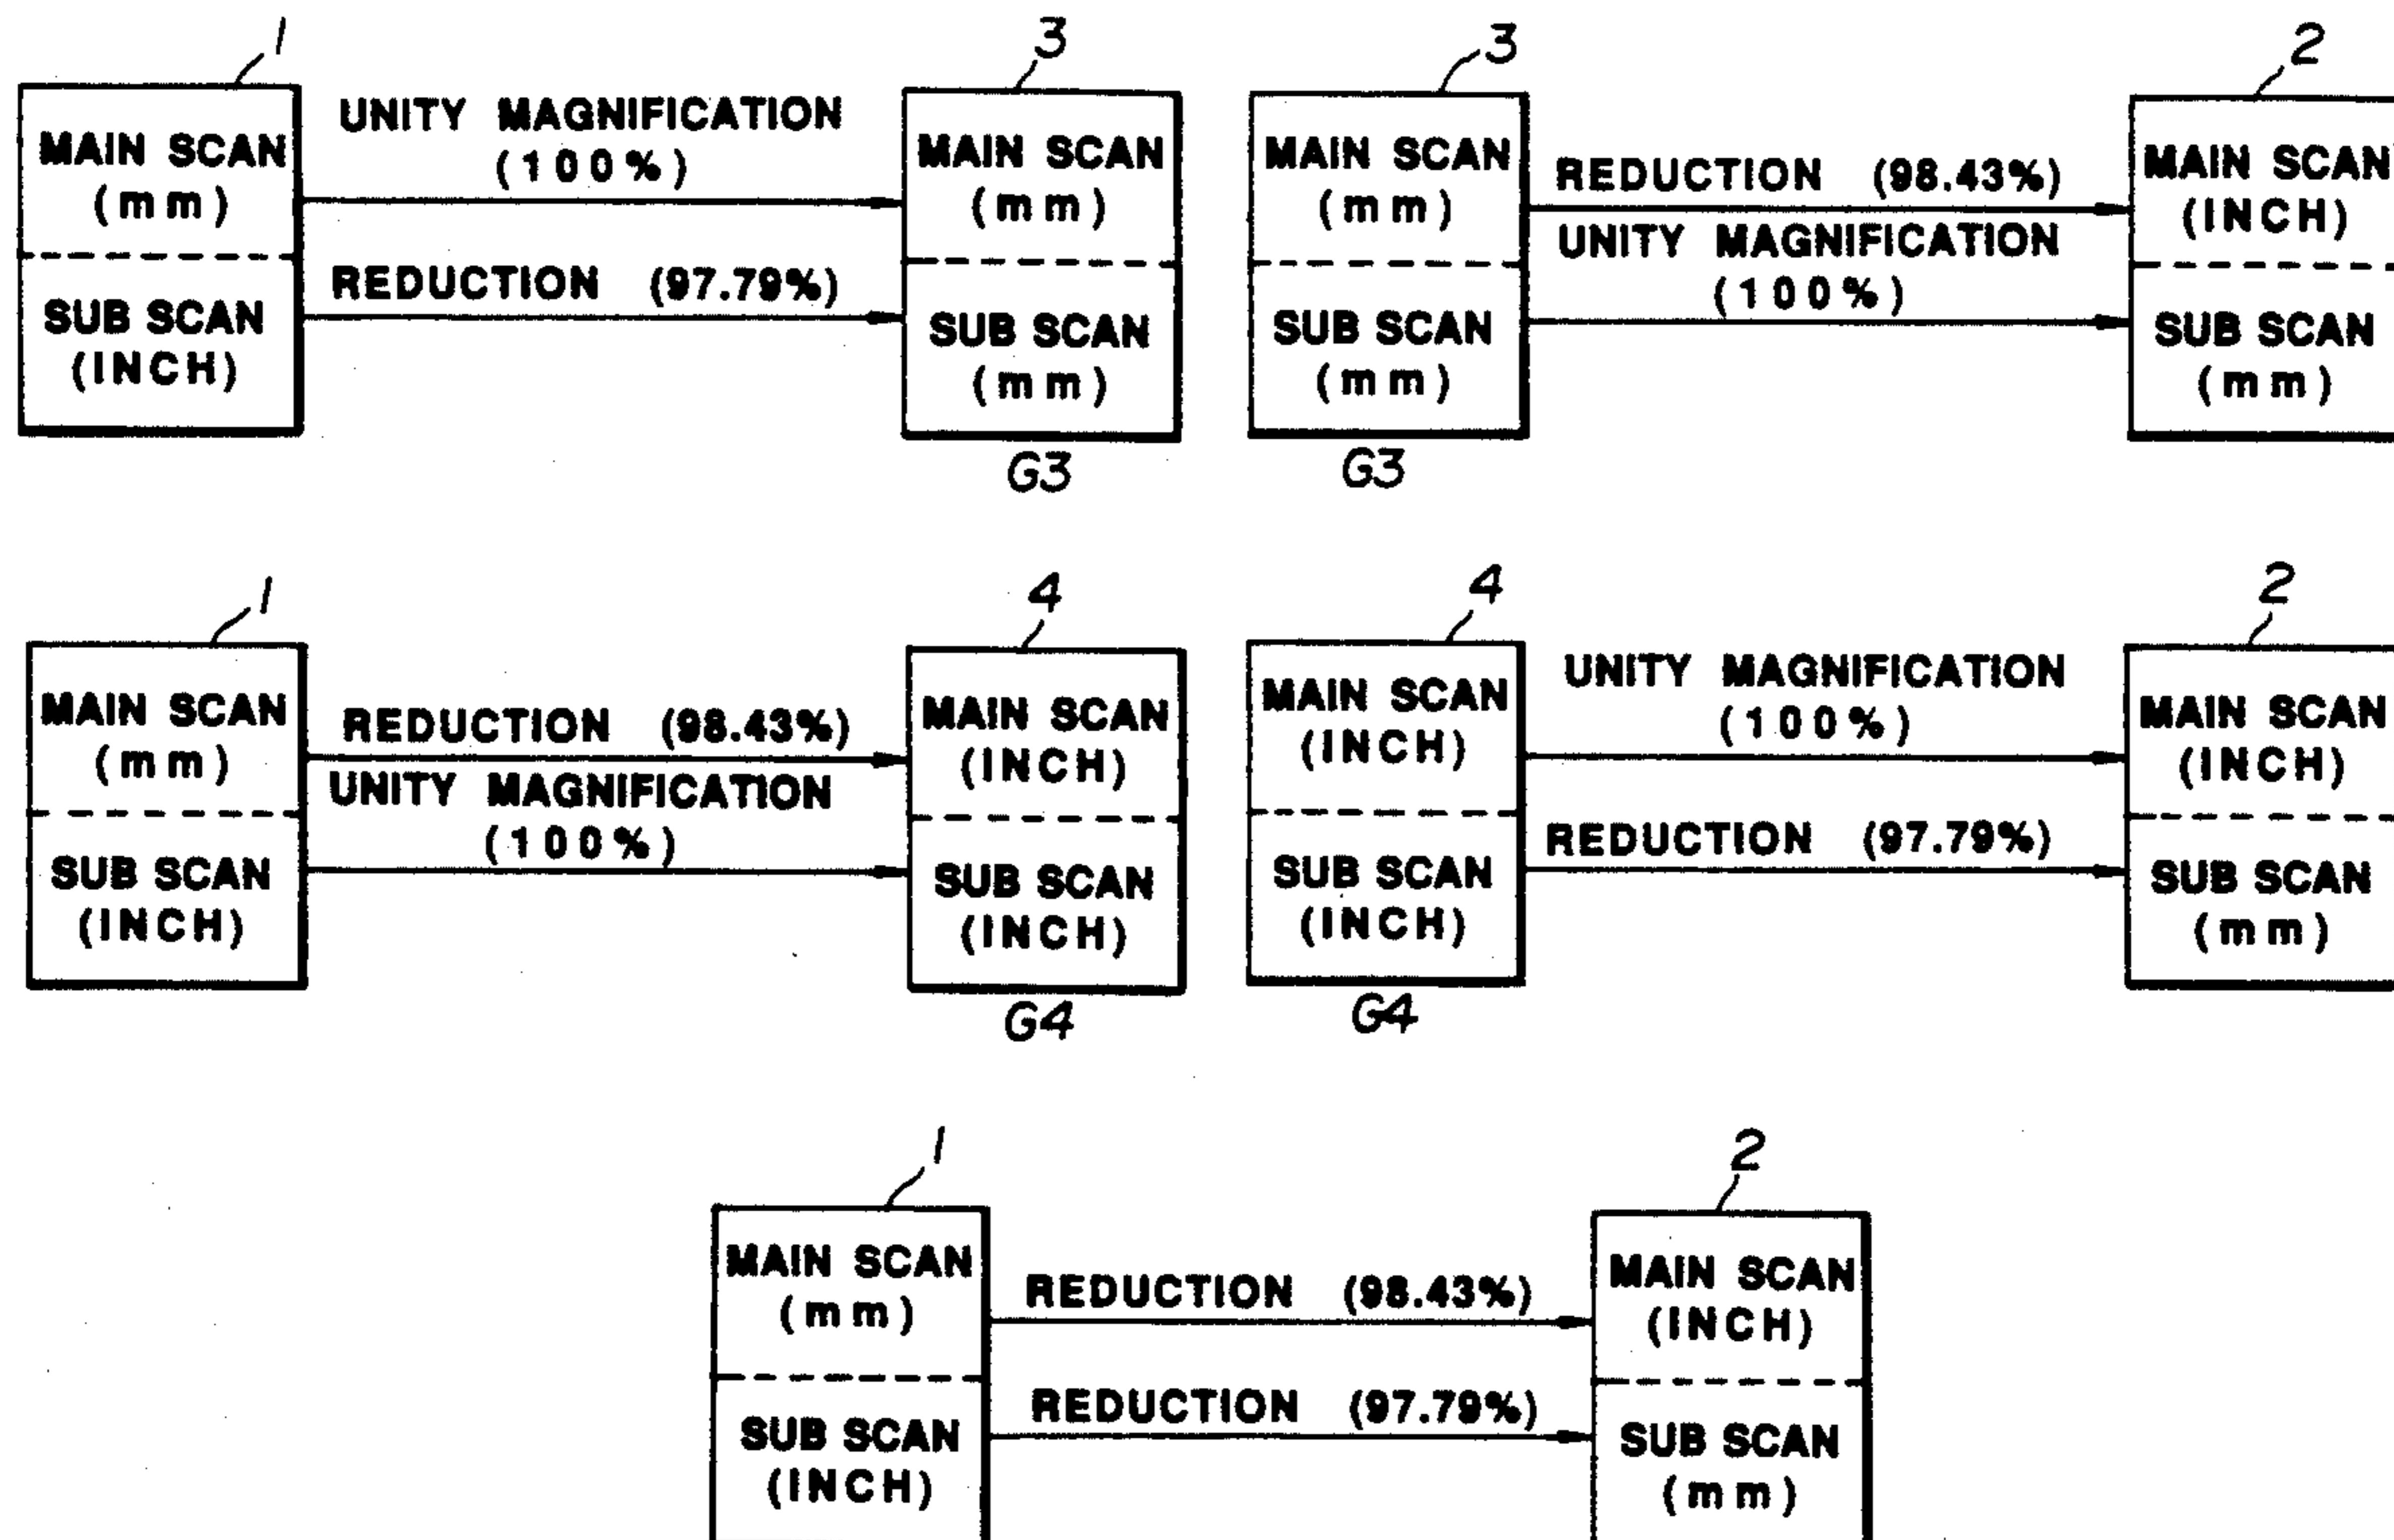 1
MAIN SCAN
(mm)
SUB SCAN
(INCH)
UNITY MAGNIFICATION
(100%)
REDUCTION (97.79%)
3
MAIN SCAN
(mm)
SUB SCAN
(mm)
G3
3
MAIN SCAN
(mm)
SUB SCAN
(mm)
G3
REDUCTION (98.43%)
UNITY MAGNIFICATION
(100%)
2
MAIN SCAN
(INCH)
SUB SCAN
(mm)
1
MAIN SCAN
(mm)
SUB SCAN
(INCH)
REDUCTION (98.43%)
UNITY MAGNIFICATION
(100%)
4
MAIN SCAN
(INCH)
SUB SCAN
(INCH)
G4
4
MAIN SCAN
(INCH)
SUB SCAN
(INCH)
G4
UNITY MAGNIFICATION
(100%)
REDUCTION (97.79%)
2
MAIN SCAN
(INCH)
SUB SCAN
(mm)
1
MAIN SCAN
(mm)
SUB SCAN
(INCH)
REDUCTION (98.43%)
REDUCTION (97.79%)
2
MAIN SCAN
(INCH)
SUB SCAN
(mm)